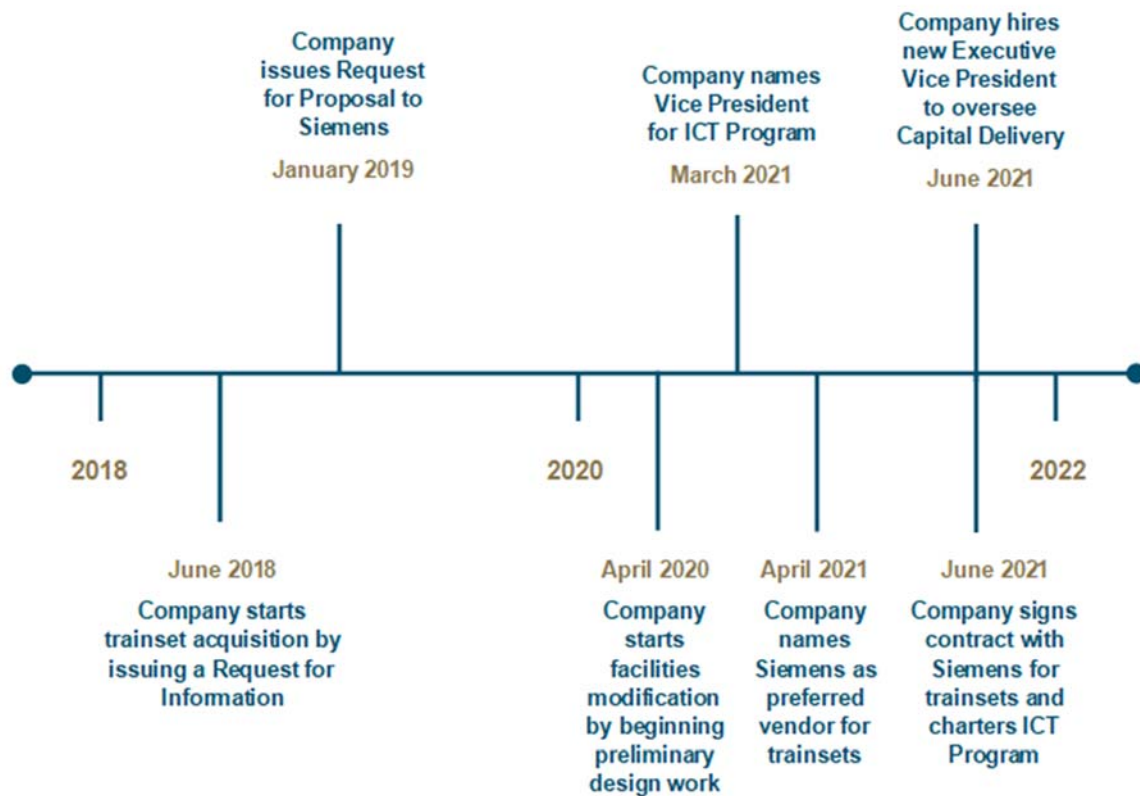 Company
issues Request
for Proposal to
Siemens
January 2019
Company names
Vice President
for ICT Program
March 2021
Company hires
new Executive
Vice President
to oversee
Capital Delivery
June 2021
2018
2020
2022
June 2018
Company starts
trainset acquisition by
issuing a Request for
Information
April 2020
Company
starts
facilities
modification
by beginning
preliminary
design work
April 2021
Company
names
Siemens as
preferred
vendor for
trainsets
June 2021
Company signs
contract with
Siemens for
trainsets and
charters ICT
Program